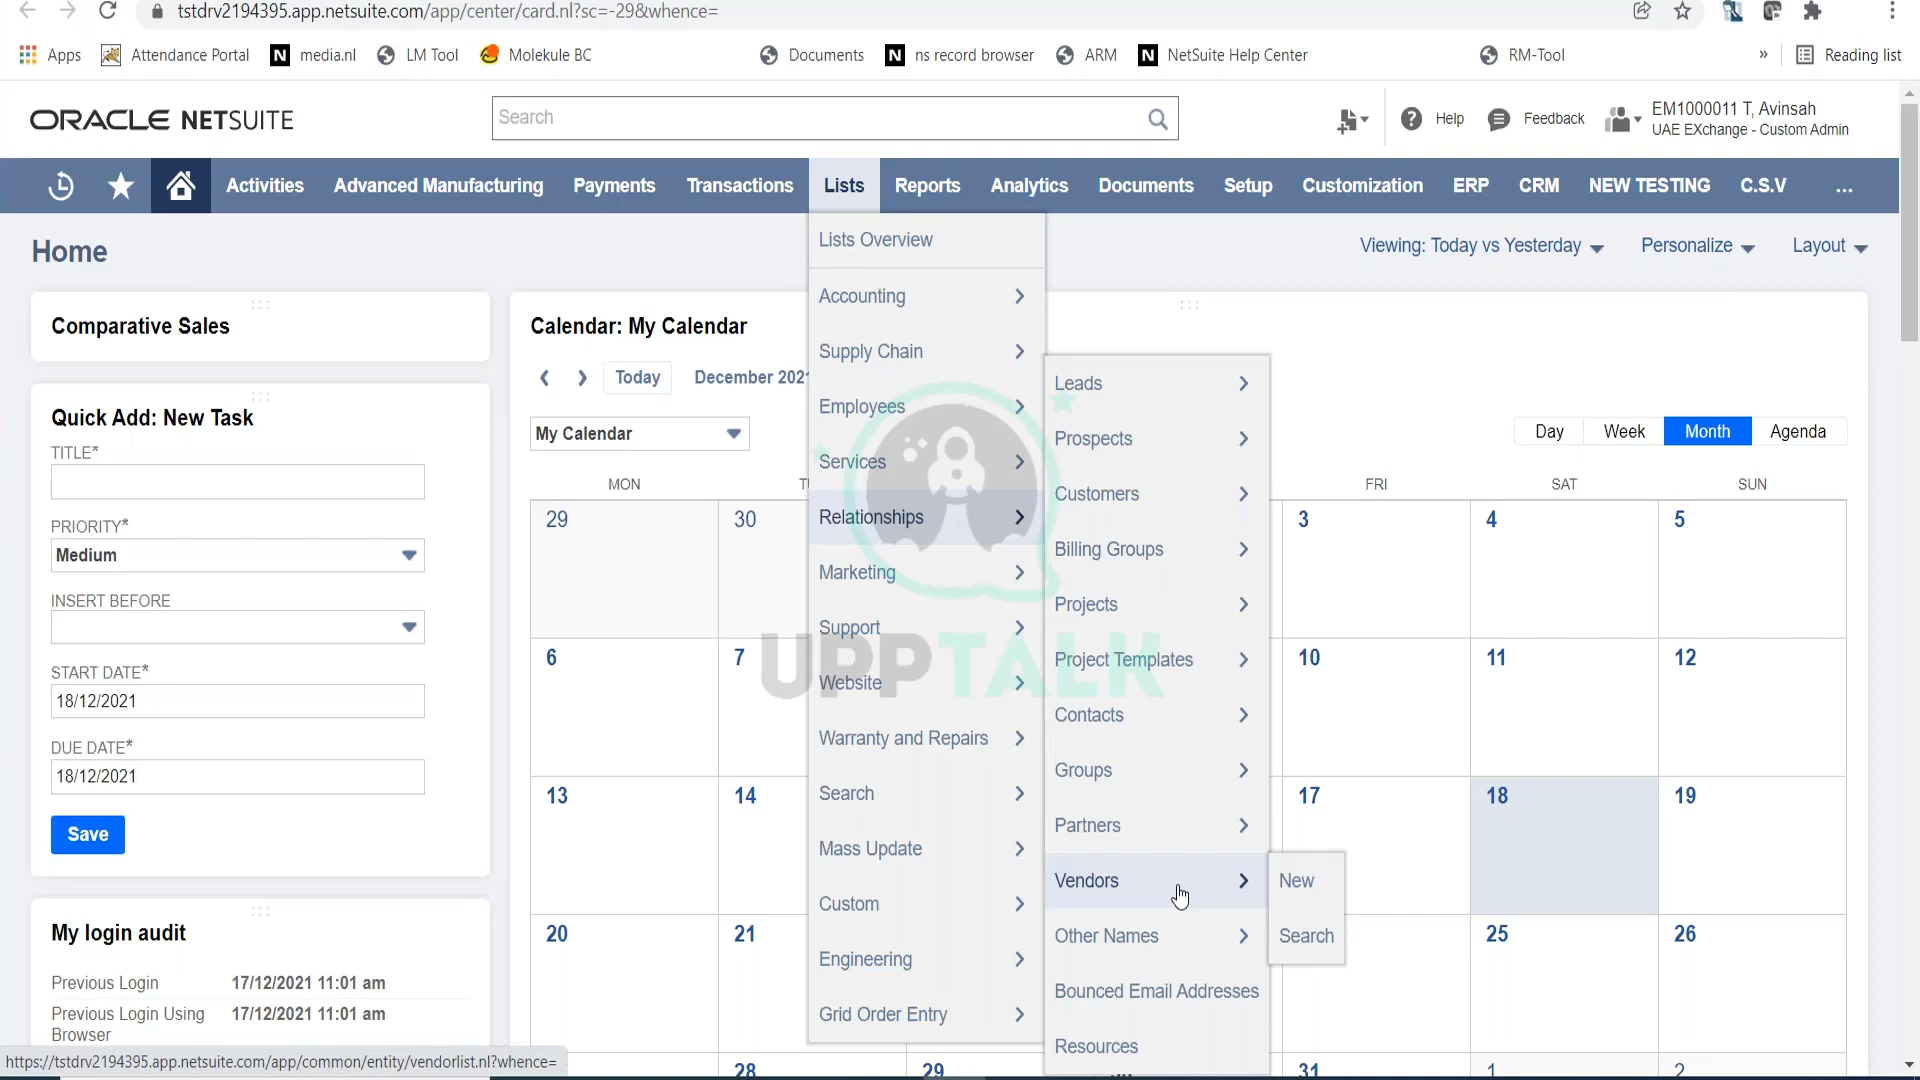 tstdrv2194395.app.netsuite.com/app/center/card.nl?sc=-29&whence=
Apps Attendance Portal media.nl LM Tool Molekule BC Documents ns record browser ARM NetSuite Help Center RM-Tool » Reading list
ORACLE NETSUITE
Search
Help
Feedback
EM1000011 T, Avinsah
UAE EXchange - Custom Admin
Activities Advanced Manufacturing Payments Transactions Lists Reports Analytics Documents Setup Customization ERP CRM NEW TESTING C.S.V ...
Home
Viewing: Today vs Yesterday Personalize Layout
Comparative Sales
Quick Add: New Task
TITLE*
PRIORITY*
Medium
INSERT BEFORE
START DATE*
18/12/2021
DUE DATE*
18/12/2021
Save
My login audit
Previous Login 17/12/2021 11:01 am
Previous Login Using Browser 17/12/2021 11:01 am
Calendar: My Calendar
Today December 2021
My Calendar
Day Week Month Agenda
MON FRI SAT SUN
29 30 3 4 5
6 7 10 11 12
13 14 17 18 19
20 21 25 26
28 29 31 1 2
Lists Overview
Accounting
Supply Chain
Employees
Services
Relationships
Marketing
Support
Website
Warranty and Repairs
Search
Mass Update
Custom
Engineering
Grid Order Entry
Leads
Prospects
Customers
Billing Groups
Projects
Project Templates
Contacts
Groups
Partners
Vendors
Other Names
Bounced Email Addresses
Resources
New
Search
UPPTALK
https://tstdrv2194395.app.netsuite.com/app/common/entity/vendorlist.nl?whence=